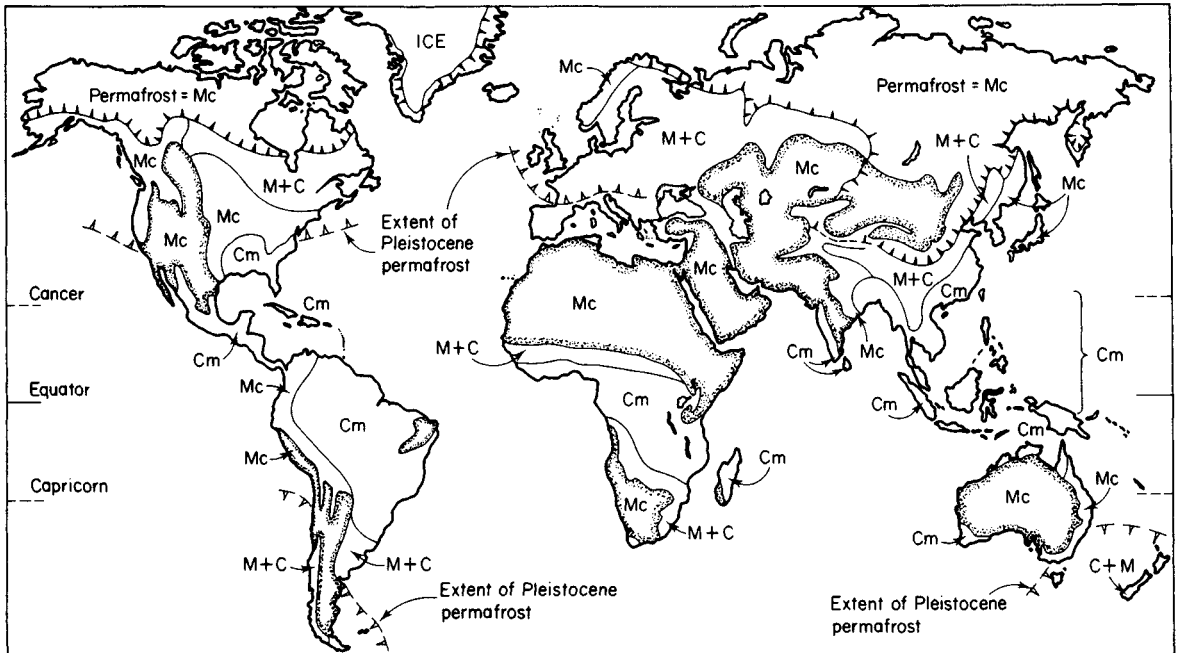 ICE
Mc
Permafrost = Mc
Permafrost = Mc
M+C
M+C
Mc
Mc
M+C
Mc
Extent of
Pleistocene
permafrost
Mc
Mc
Cm
Mc
M+C
Cancer
Mc
Cm
Cm
M+C
Cm
Cm
Mc
Cm
Equator
Mc
Cm
Cm
Cm
Cm
Mc
Cm
Capricorn
Mc
Mc
Mc
M+C
Cm
M+C
M+C
C+M
Extent of Pleistocene
permafrost
Extent of Pleistocene
permafrost